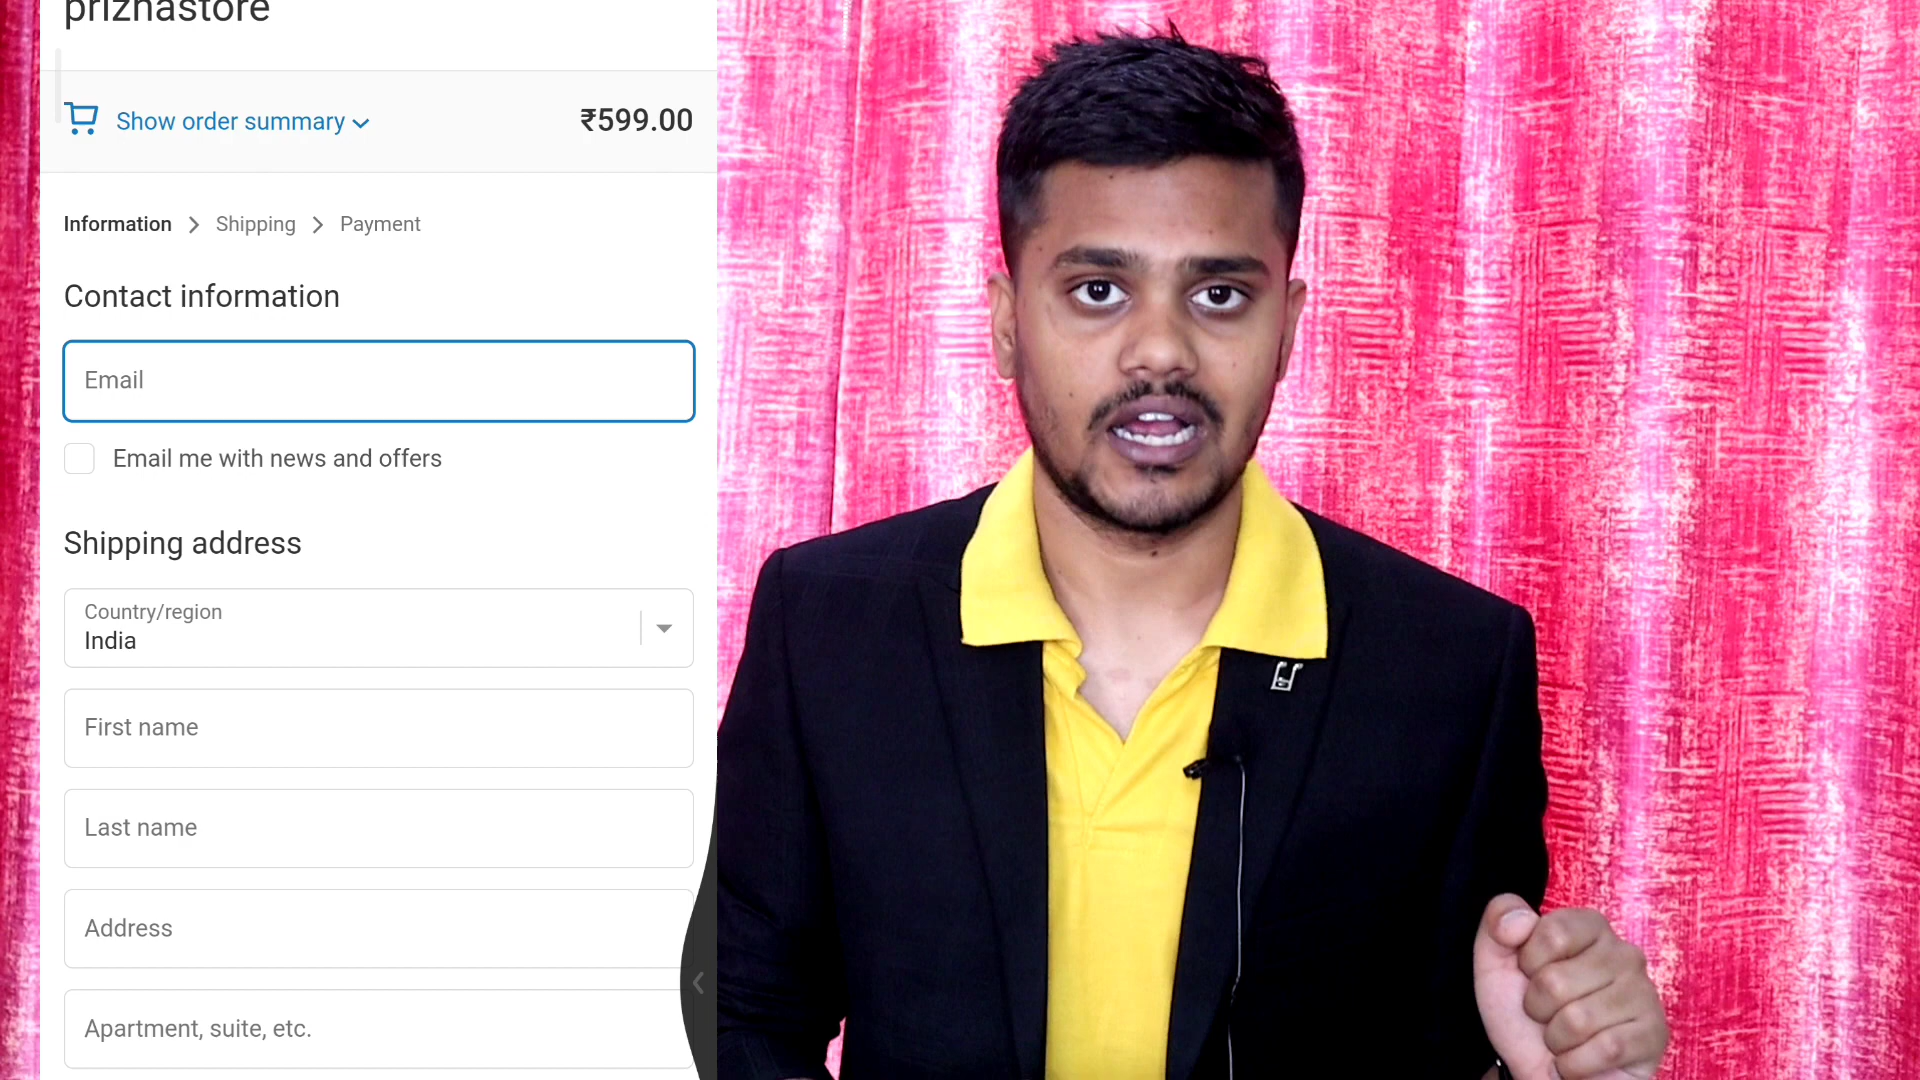 priznastore
Show order summary
₹599.00
Information > Shipping > Payment
Contact information
Email
Email me with news and offers
Shipping address
Country/region
India
First name
Last name
Address
Apartment, suite, etc.